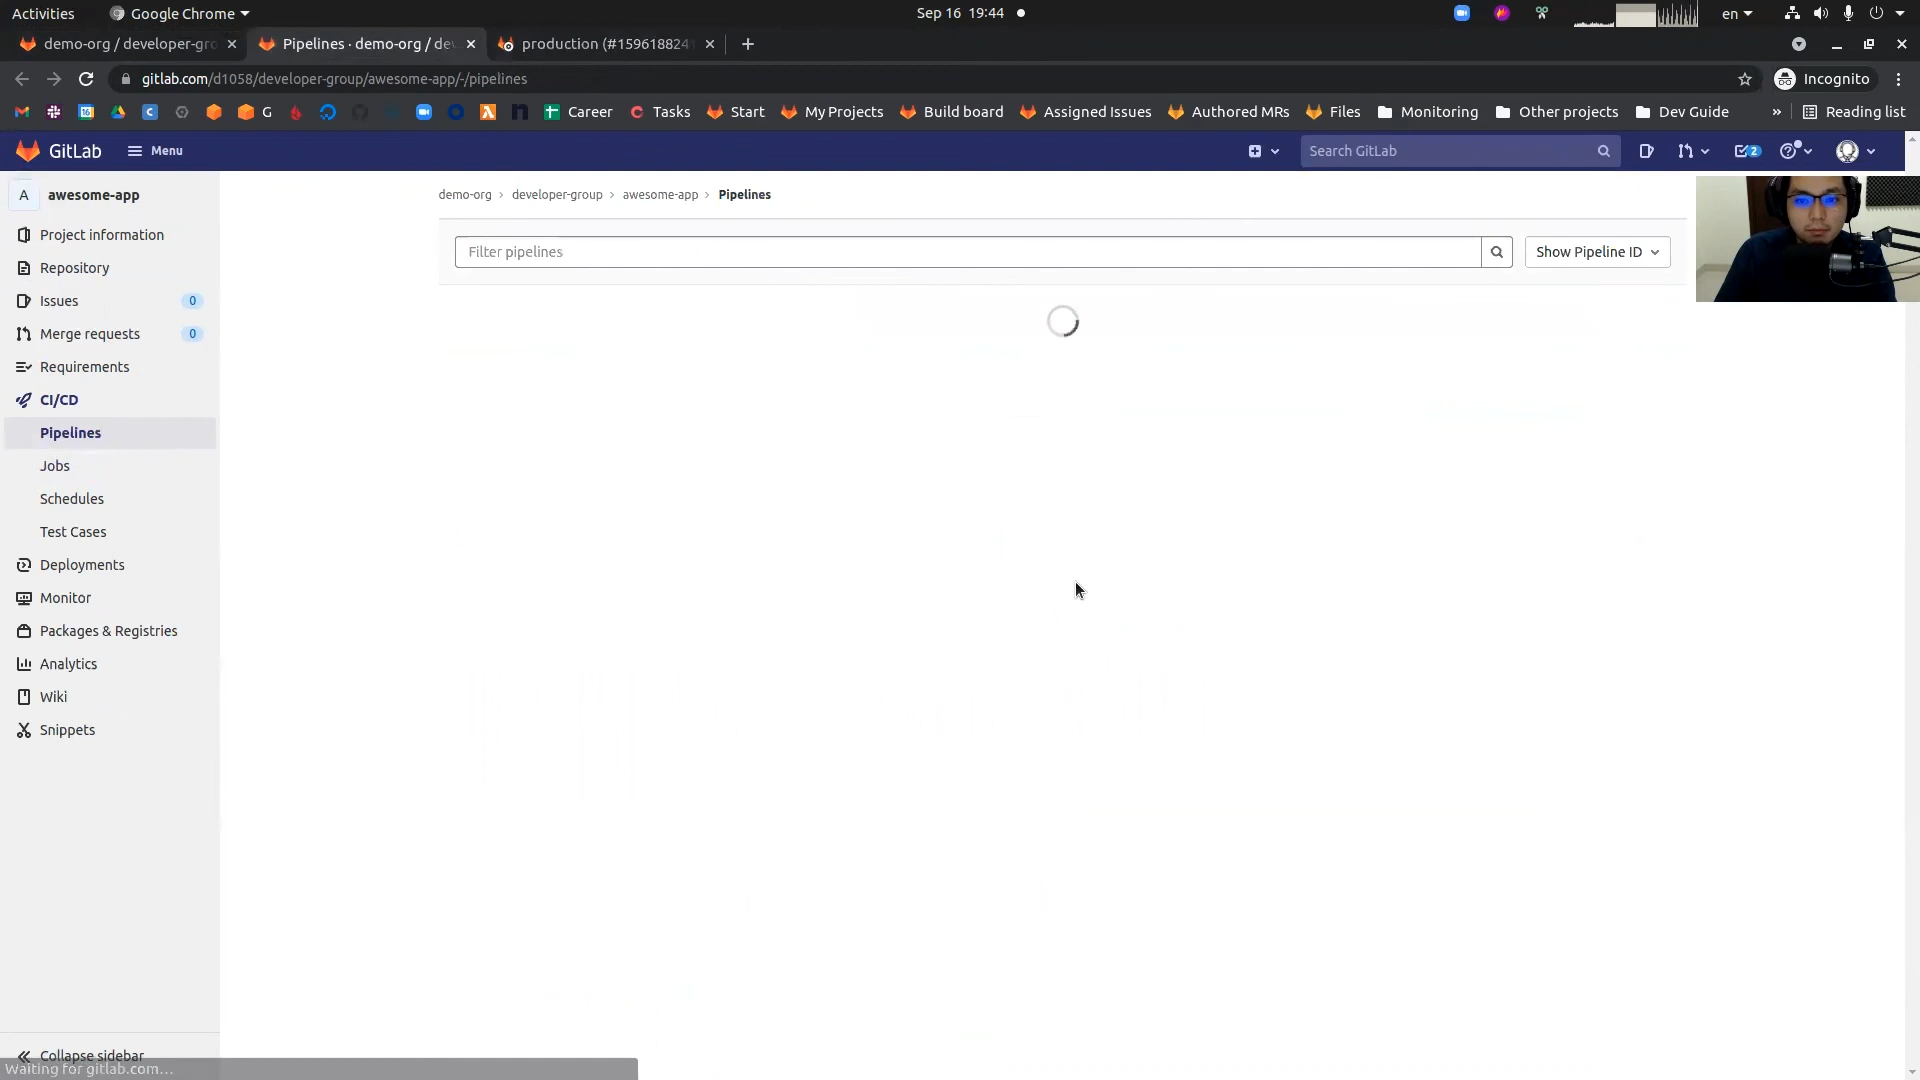 Activities
Google Chrome
Sep 16 19:44
en
demo-org / developer-gro
Pipelines · demo-org / dev
production (#1596188241
gitlab.com/d1058/developer-group/awesome-app/-/pipelines
Incognito
G
Career
Tasks
Start
My Projects
Build board
Assigned Issues
Authored MRs
Files
Monitoring
Other projects
Dev Guide
»
Reading list
GitLab
Menu
Search GitLab
2
A
awesome-app
demo-org > developer-group > awesome-app > Pipelines
Project information
Filter pipelines
Show Pipeline ID
Repository
Issues 0
Merge requests 0
Requirements
CI/CD
Pipelines
Jobs
Schedules
Test Cases
Deployments
Monitor
Packages & Registries
Analytics
Wiki
Snippets
Collapse sidebar
Waiting for gitlab.com...